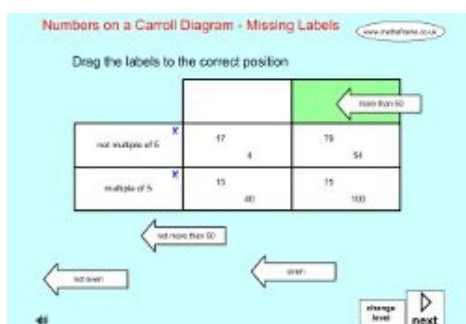 Numbers on a Carroll Diagram - Missing Labels
www.mathsframe.co.uk
Drag the labels to the correct position
more than 50
not multiple of 5
17
4
79
54
multiple of 5
15
40
75
100
not more than 50
not even
even
change
level
next